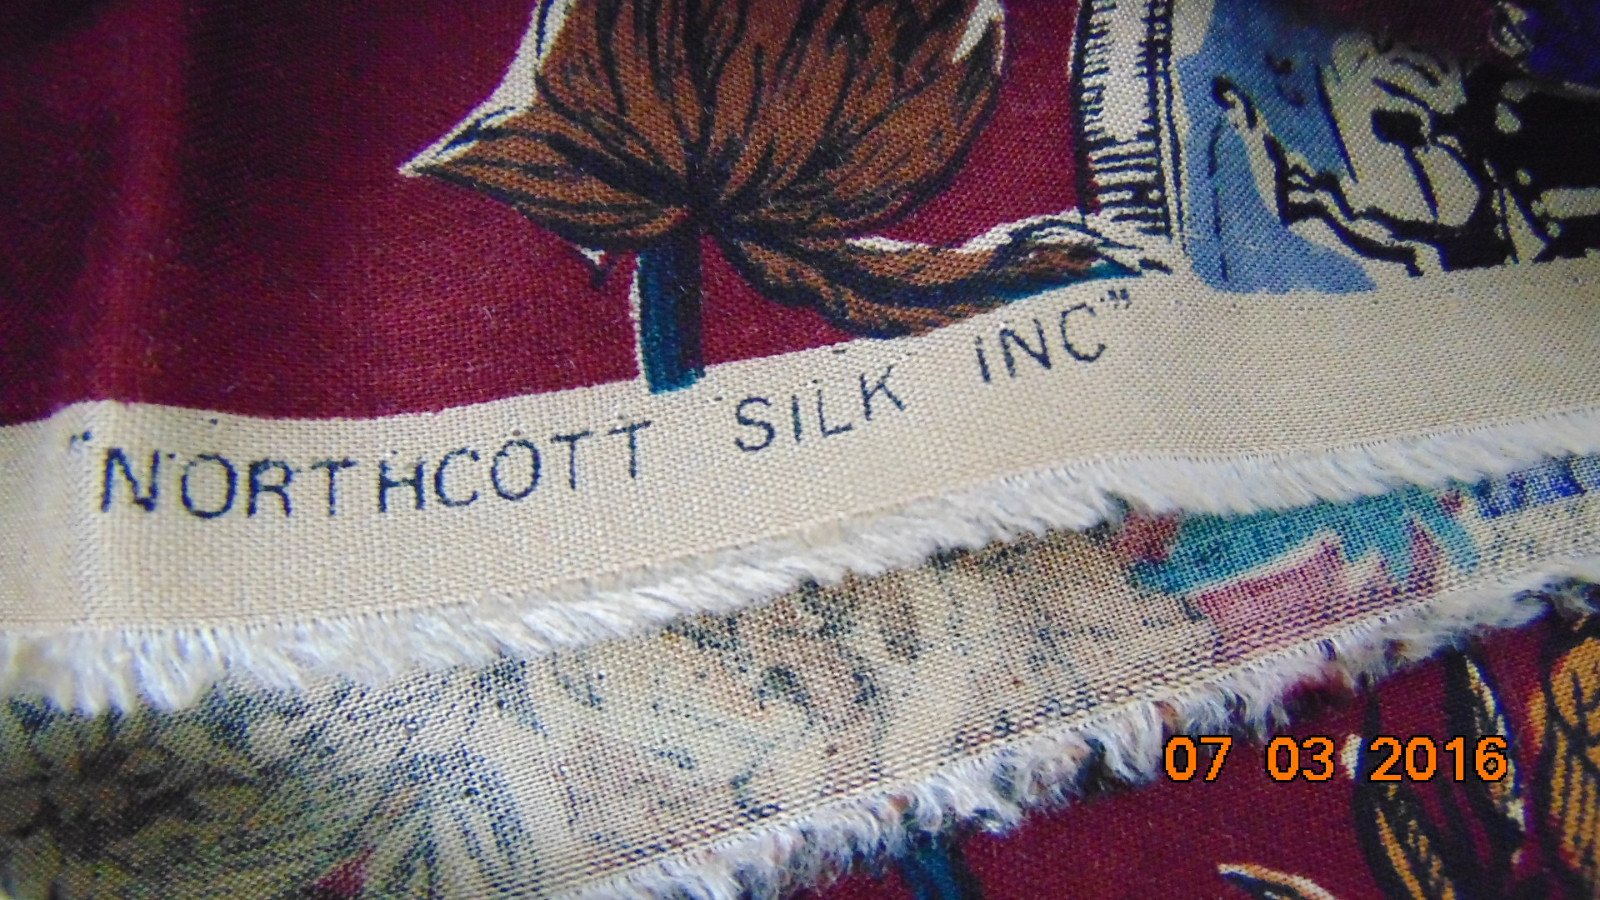 "NORTHCOTT SILK INC"
07 03 2016